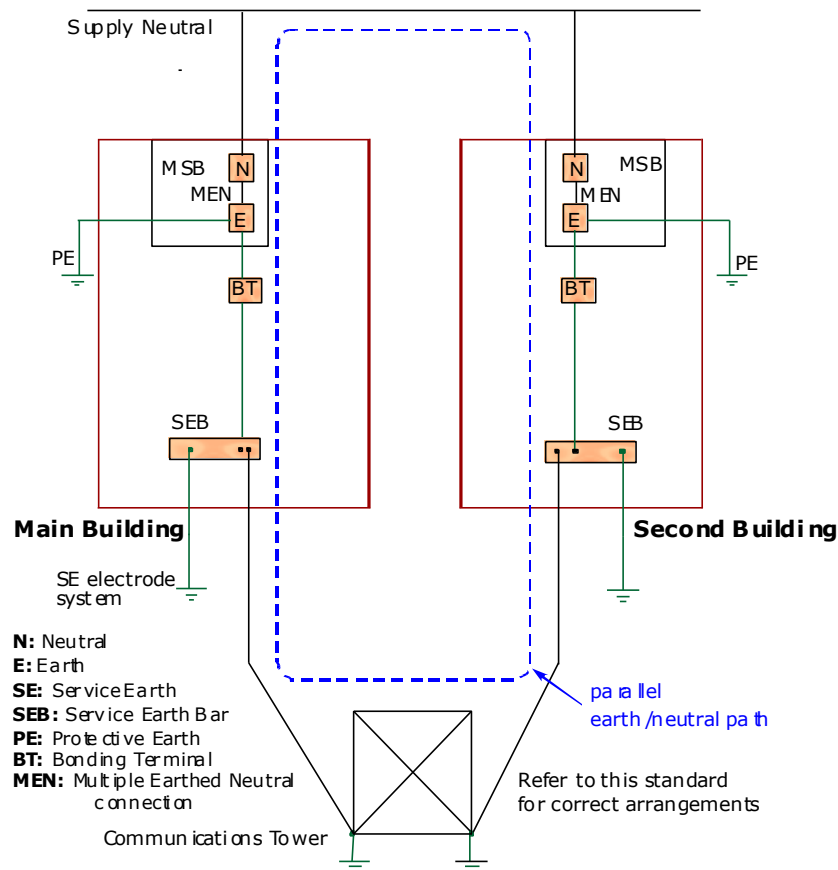 Supply Neutral
MSB
N
MEN
E
PE
BT
SEB
MSB
N
MEN
E
PE
BT
SEB
Main Building
Second Building
SE electrode
system
N: Neutral
E: Earth
SE: Service Earth
SEB: Service Earth Bar
PE: Protective Earth
BT: Bonding Terminal
MEN: Multiple Earthed Neutral
connection
parallel
earth/neutral path
Refer to this standard
for correct arrangements
Communications Tower